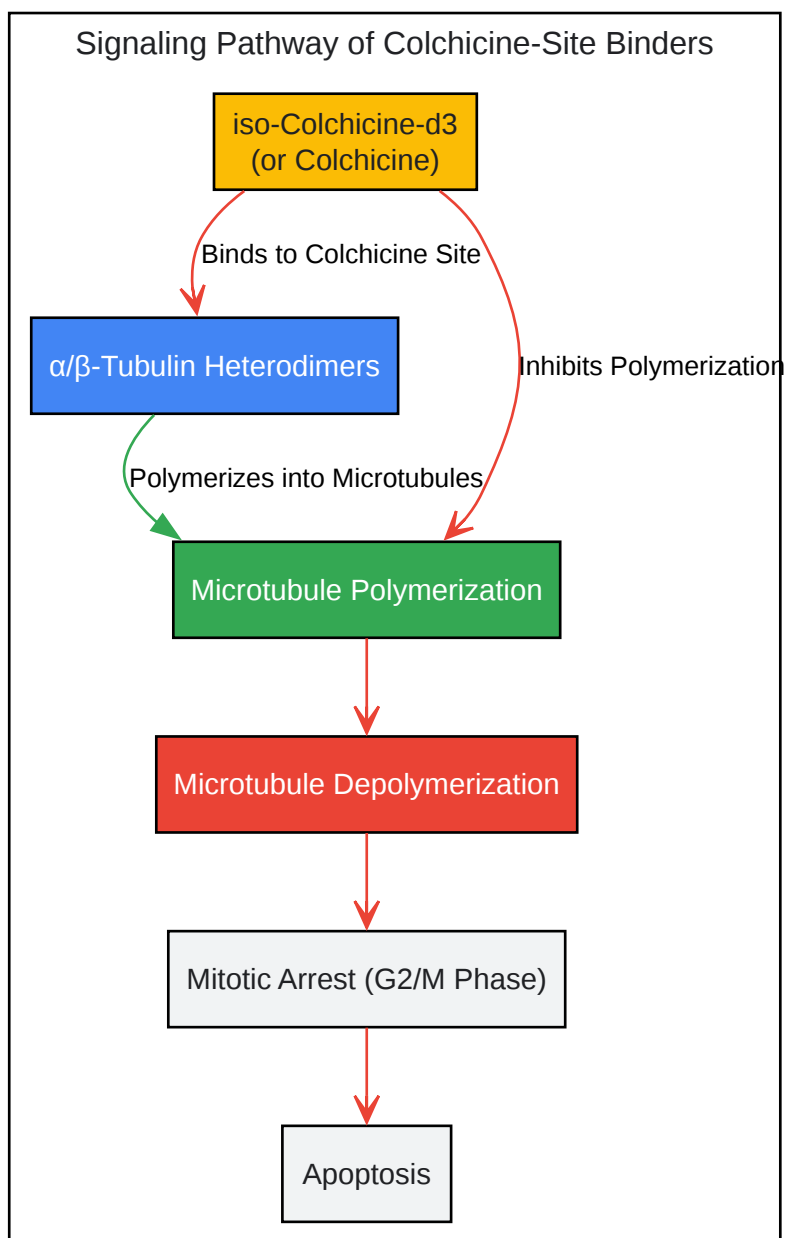 Signaling Pathway of Colchicine-Site Binders
iso-Colchicine-d3
(or Colchicine)
Binds to Colchicine Site
α/β-Tubulin Heterodimers
Inhibits Polymerization
Polymerizes into Microtubules
Microtubule Polymerization
Microtubule Depolymerization
Mitotic Arrest (G2/M Phase)
Apoptosis